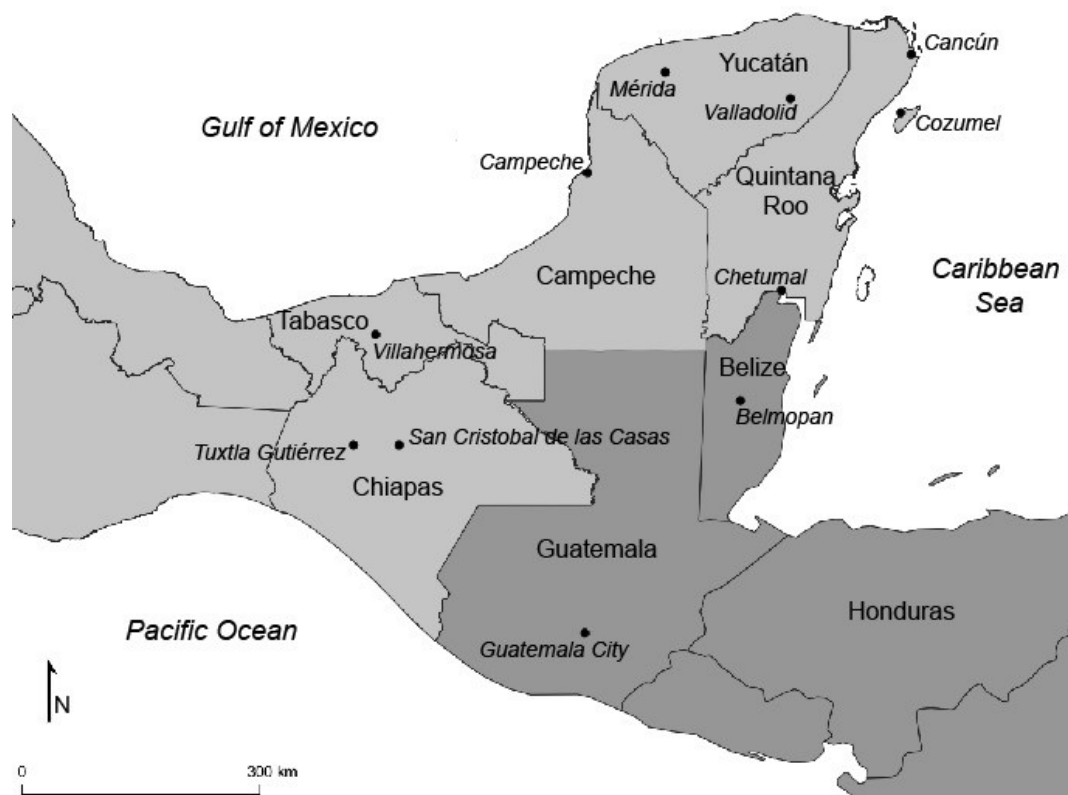 Cancún
Yucatán
Mérida
Valladolid
Cozumel
Gulf of Mexico
Campeche
Quintana
Roo
Campeche
Chetumal
Caribbean
Sea
Tabasco
Villahermosa
Belize
Belmopan
San Cristobal de las Casas
Tuxtla Gutiérrez
Chiapas
Guatemala
Honduras
Pacific Ocean
Guatemala City
N
0 300 km